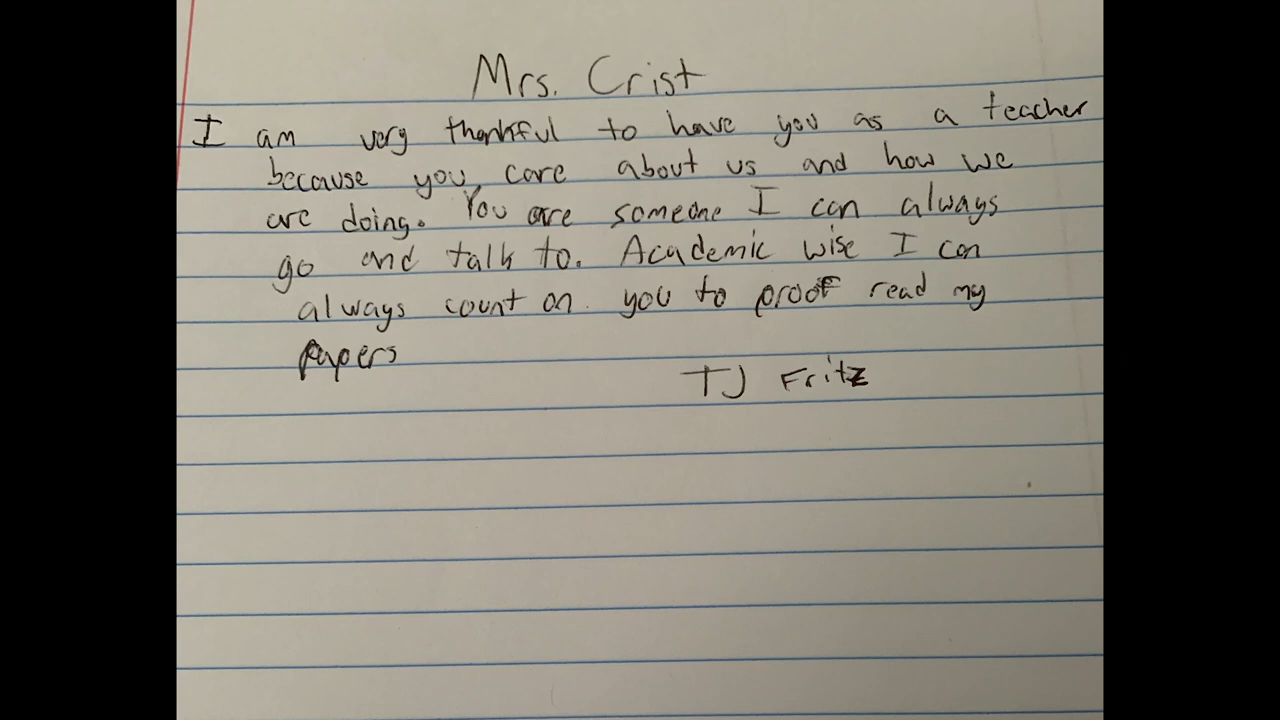 Mrs. Crist
I am very thankful to have you as a teacher
because you care about us and how we
are doing. You are someone I can always
go and talk to. Academic wise I can
always count on you to proof read my
papers
TJ Fritz